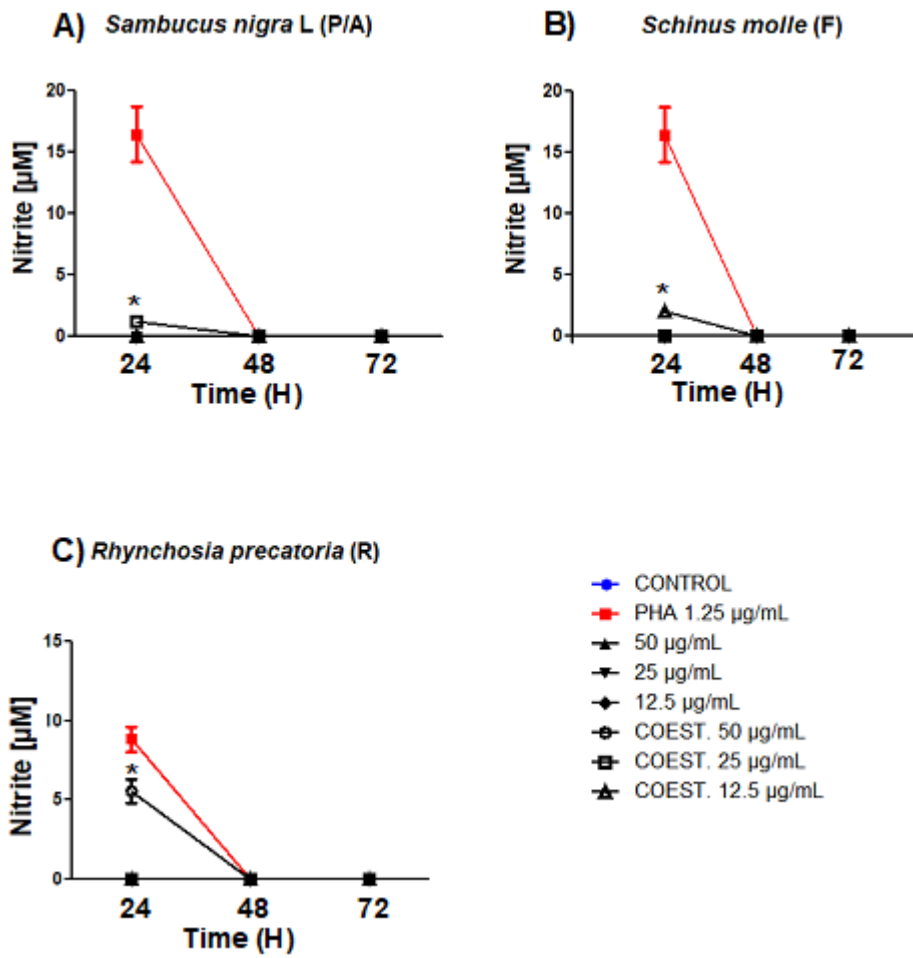 A) Sambucus nigra L (P/A)
Nitrite [µM]
20
15
10
5
0
*
24 48 72
Time (H)
B) Schinus molle (F)
Nitrite [µM]
20
15
10
5
0
*
24 48 72
Time (H)
C) Rhynchosia precatoria (R)
Nitrite [µM]
15
10
5
0
*
24 48 72
Time (H)
CONTROL
PHA 1.25 µg/mL
50 µg/mL
25 µg/mL
12.5 µg/mL
COEST. 50 µg/mL
COEST. 25 µg/mL
COEST. 12.5 µg/mL